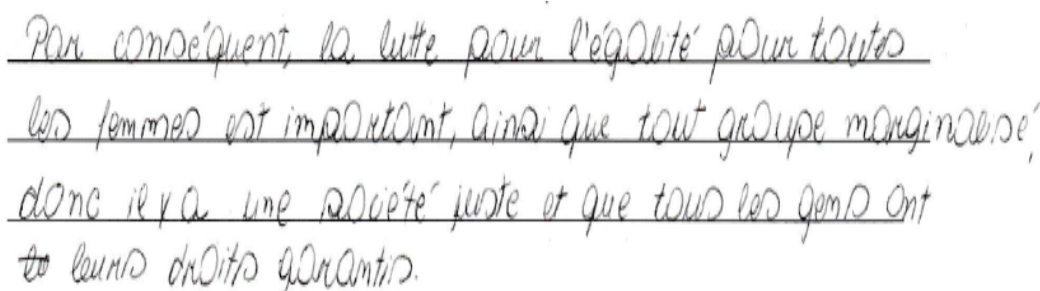 Par conséquent, la lutte pour l'égalité pour toutes
les femmes est important, ainsi que tout groupe marginalisé,
donc il y a une société juste et que tous les gens ont
leurs droits garantis.